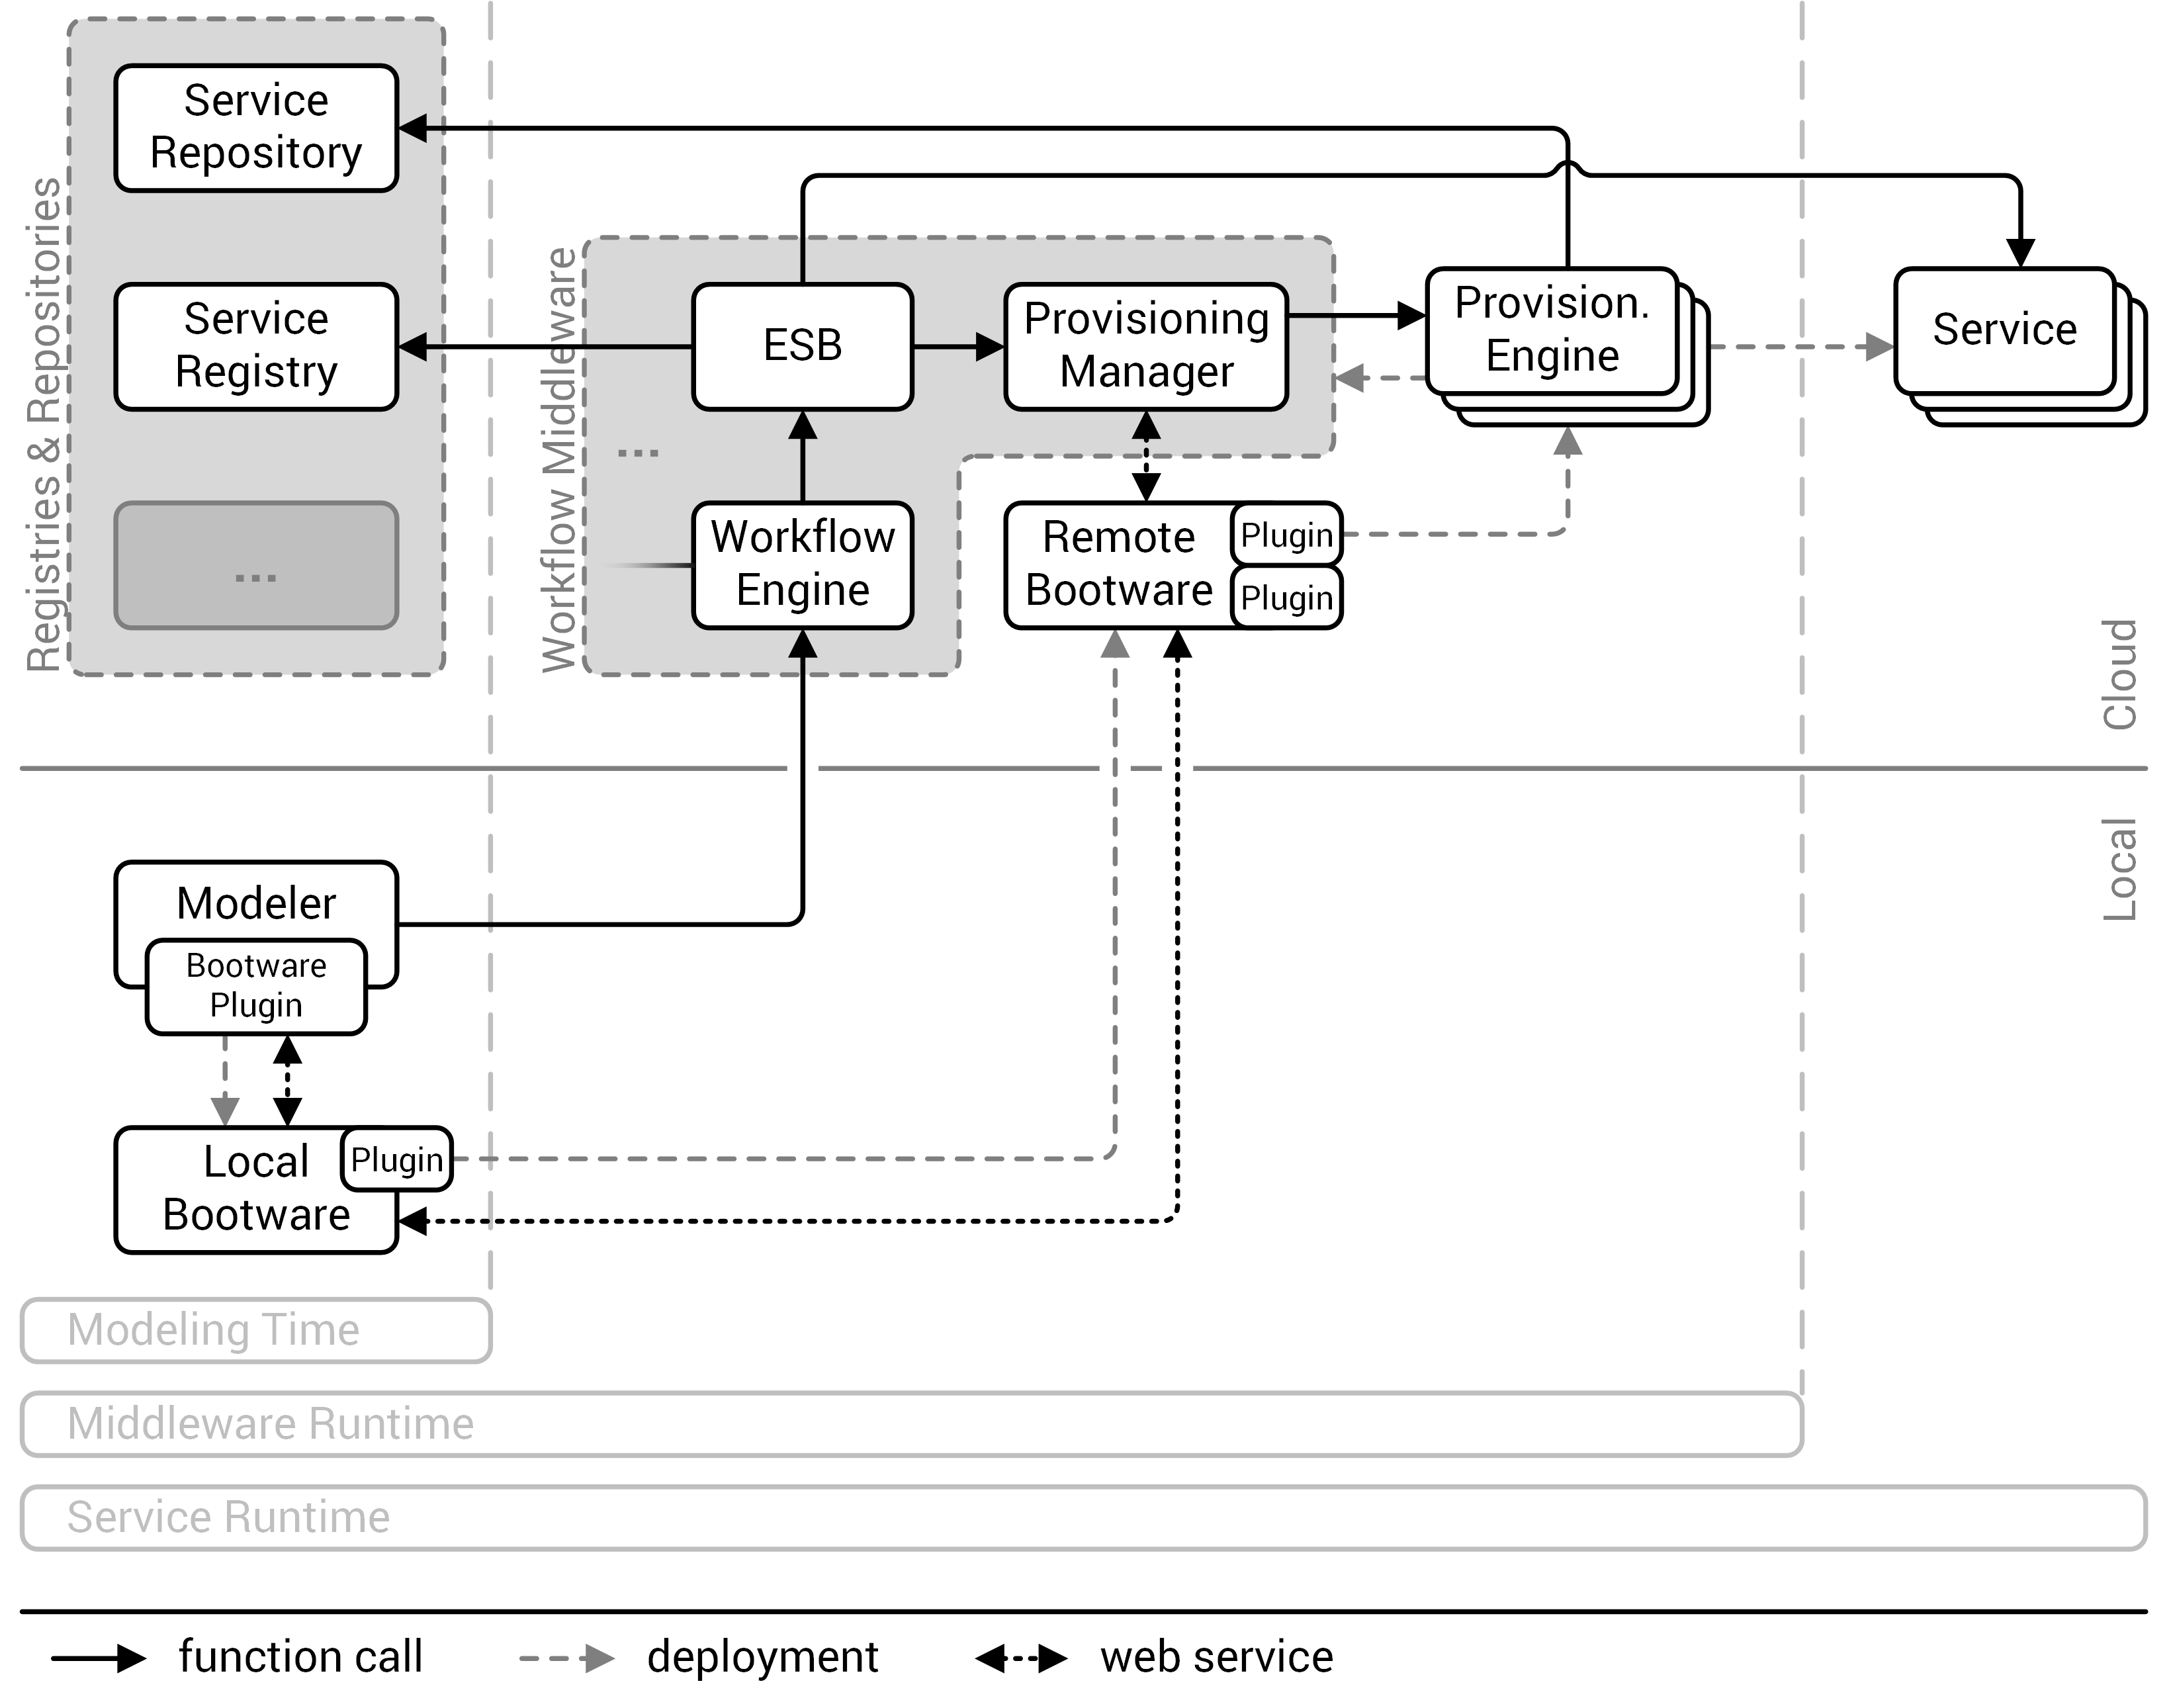 Registries & Repositories
Service
Repository
Service
Registry
...
Workflow Middleware
ESB
Provisioning
Manager
Provision.
Engine
Service
...
Workflow
Engine
Remote
Bootware
Plugin
Plugin
Cloud
Local
Modeler
Bootware
Plugin
Local
Bootware
Plugin
Modeling Time
Middleware Runtime
Service Runtime
function call
deployment
web service